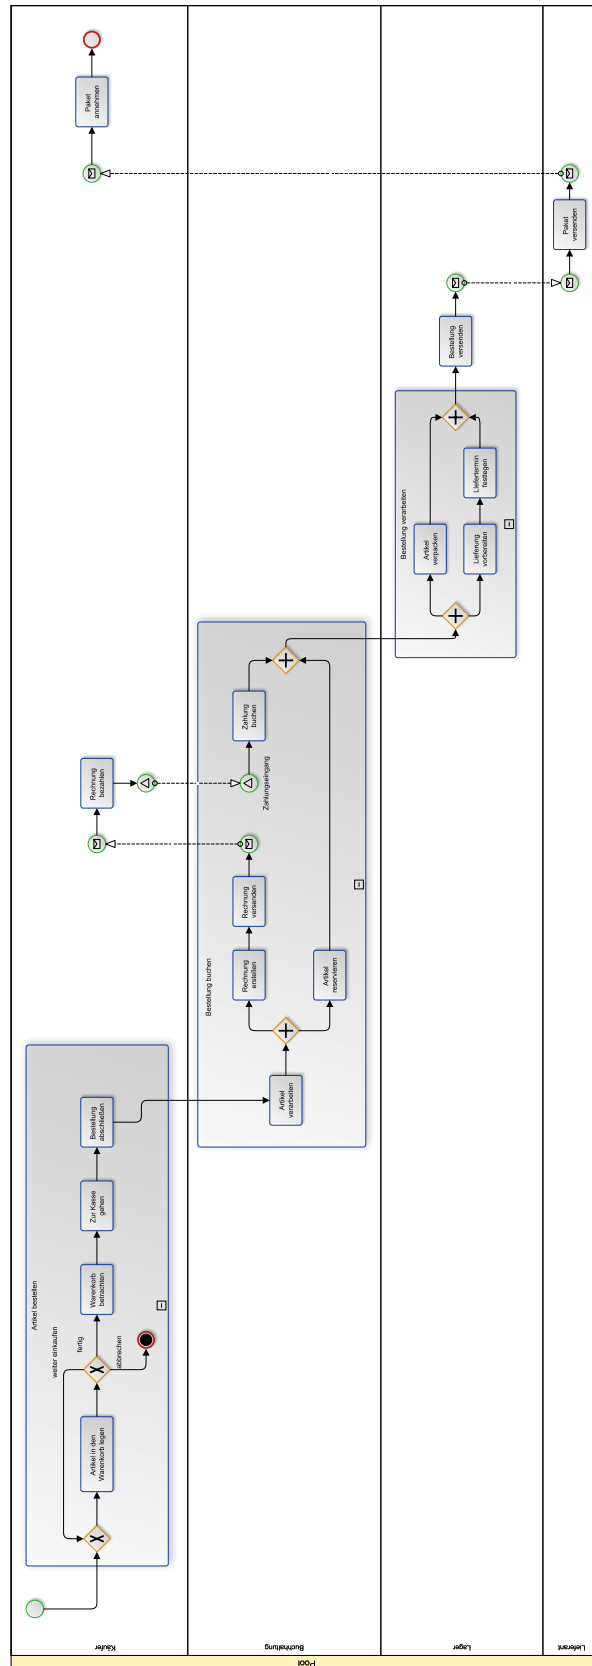 Pool
Käufer
Buchhaltung
Lager
Lieferant
Artikel bestellen
weiter einkaufen
fertig
abbrechen
Artikel in den
Warenkorb legen
Warenkorb
betrachten
Zur Kasse
gehen
Bestellung
abschließen
Rechnung
bezahlen
Paket
annehmen
Bestellung buchen
Artikel
verarbeiten
Rechnung
erstellen
Rechnung
versenden
Zahlungseingang
Zahlung
buchen
Artikel
reservieren
Bestellung verarbeiten
Artikel
verpacken
Lieferung
vorbereiten
Liefertermin
festlegen
Bestellung
versenden
Paket
versenden